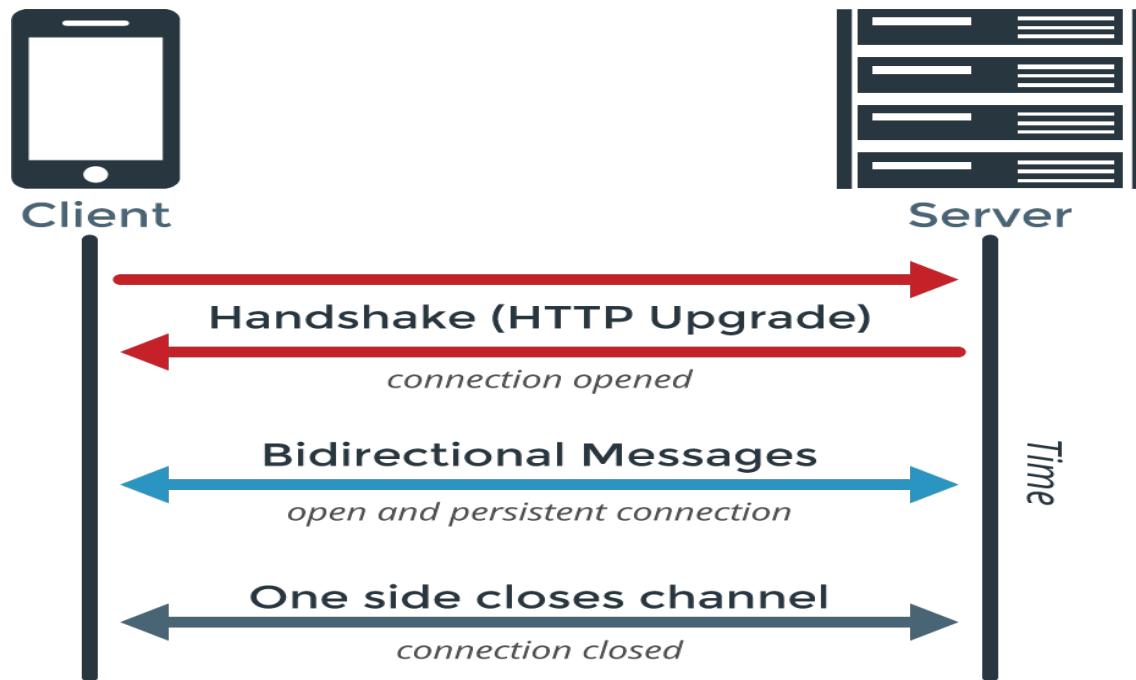 Client
Server
Handshake (HTTP Upgrade)
connection opened
Bidirectional Messages
open and persistent connection
Time
One side closes channel
connection closed